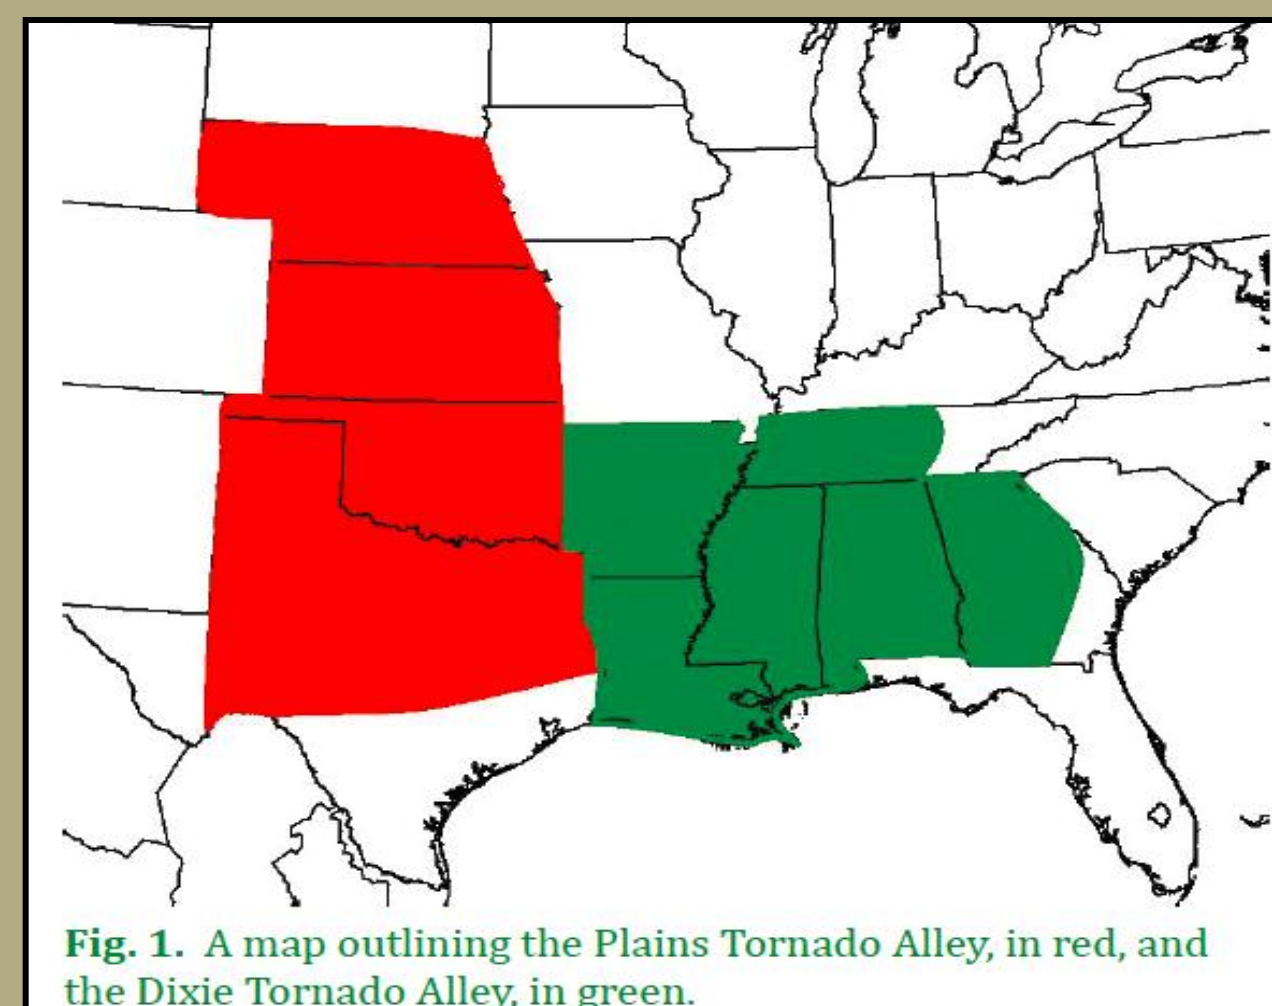 Fig. 1. A map outlining the Plains Tornado Alley, in red, and
the Dixie Tornado Alley, in green.